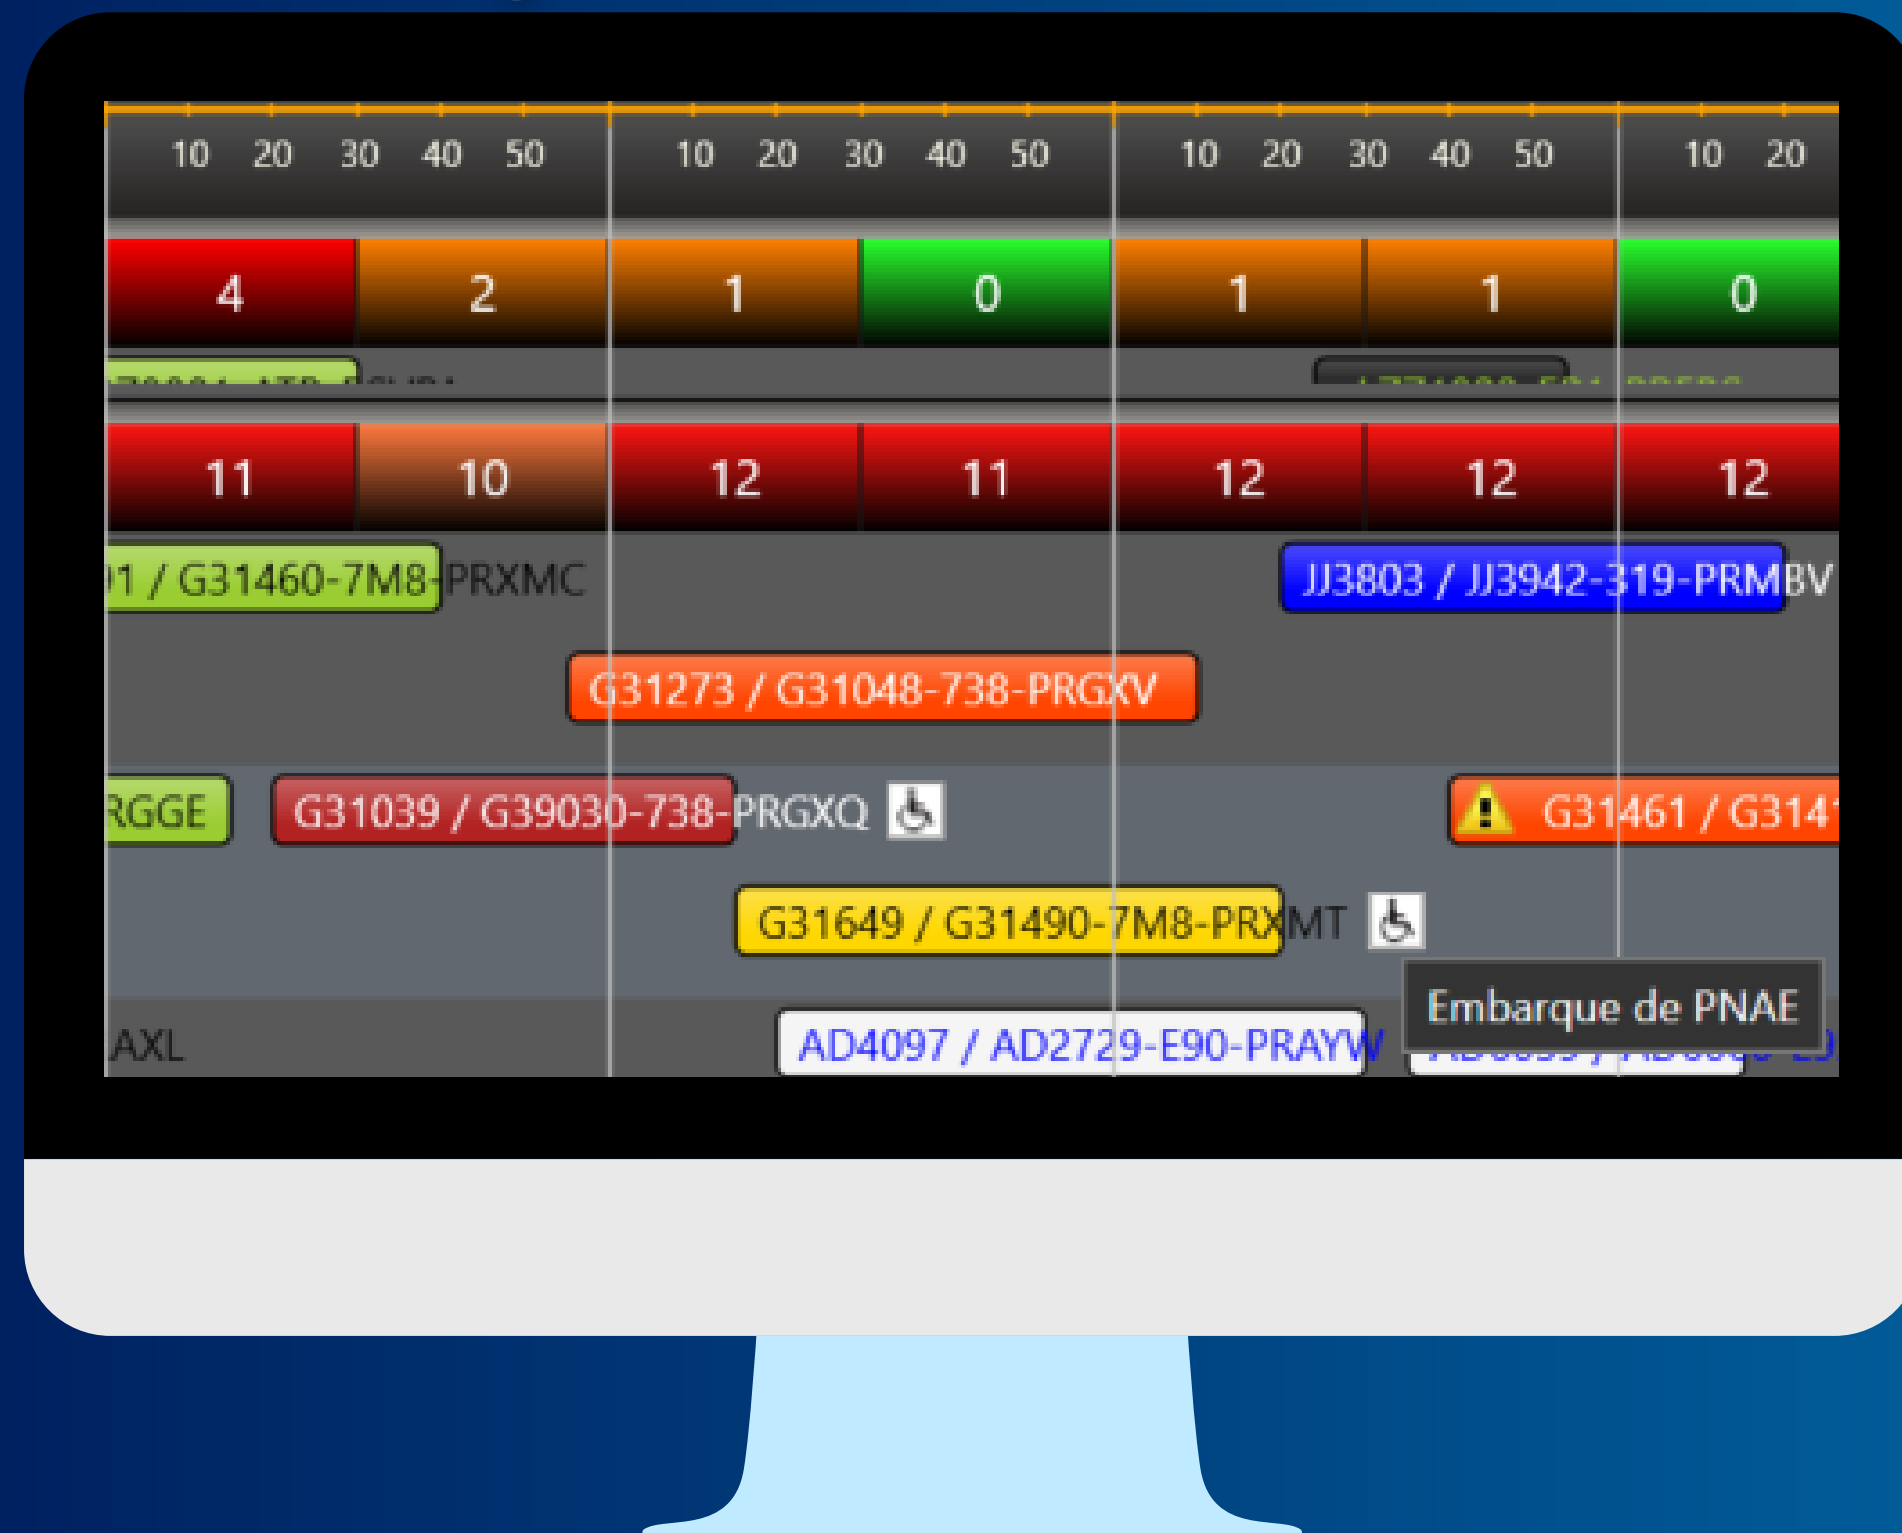 10 20 30 40 50 10 20 30 40 50 10 20 30 40 50 10 20
4 2 1 0 1 1 0
11 10 12 11 12 12 12
91 / G31460-7M8-PRXMC JJ3803 / JJ3942-319-PRMBV
G31273 / G31048-738-PRGXV
RGGE G31039 / G39030-738-PRGXQ G31461 / G3141
G31649 / G31490-7M8-PRXMT
Embarque de PNAE
AXL AD4097 / AD2729-E90-PRAYW